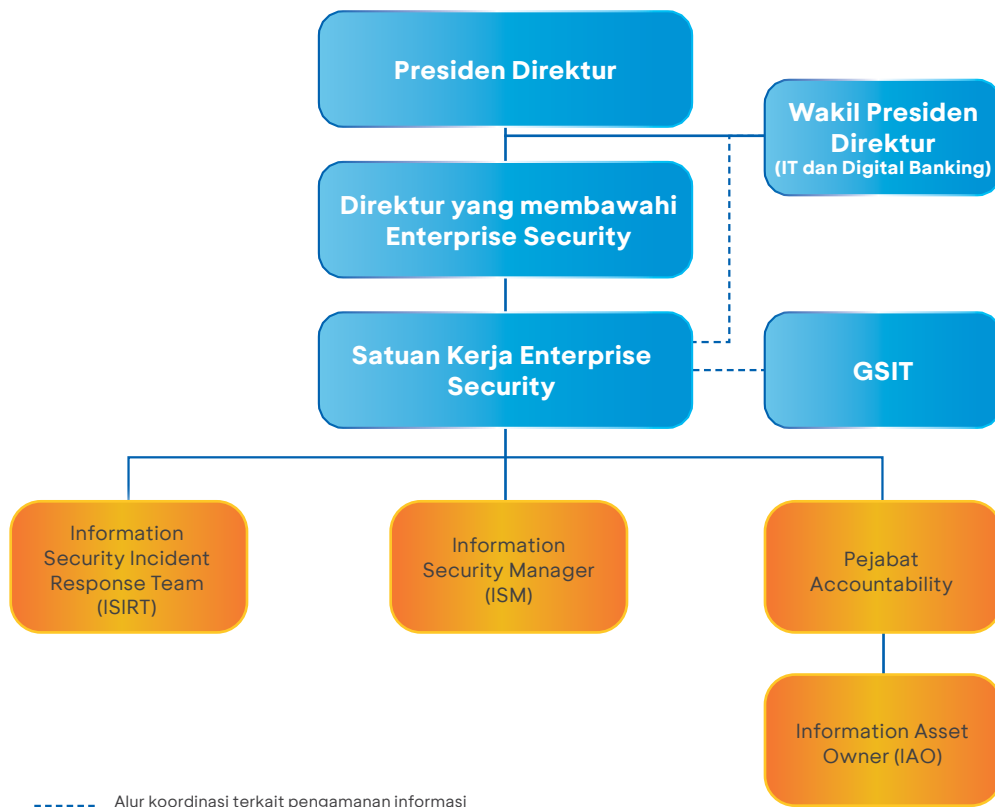 Presiden Direktur
Wakil Presiden
Direktur
(IT dan Digital Banking)
Direktur yang membawahi
Enterprise Security
Satuan Kerja Enterprise
Security
GSIT
Information
Security Incident
Response Team
(ISIRT)
Information
Security Manager
(ISM)
Pejabat
Accountability
Information Asset
Owner (IAO)
Alur koordinasi terkait pengamanan informasi